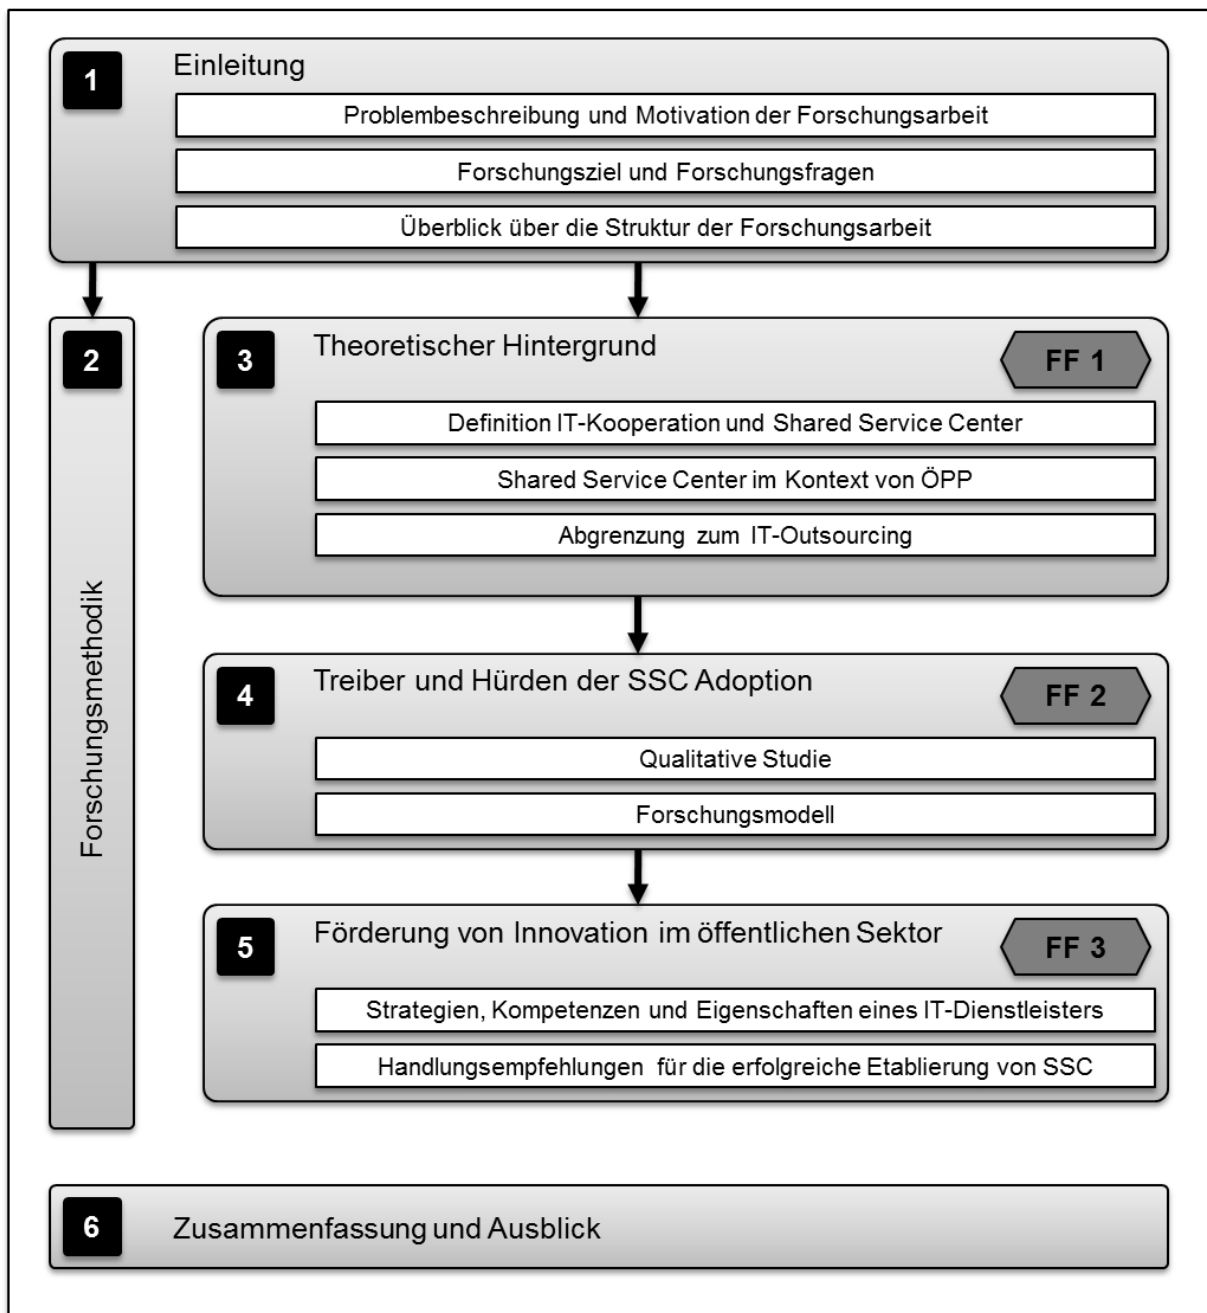 1
Einleitung
Problembeschreibung und Motivation der Forschungsarbeit
Forschungsziel und Forschungsfragen
Überblick über die Struktur der Forschungsarbeit
2
Forschungsmethodik
3
Theoretischer Hintergrund
FF 1
Definition IT-Kooperation und Shared Service Center
Shared Service Center im Kontext von ÖPP
Abgrenzung zum IT-Outsourcing
4
Treiber und Hürden der SSC Adoption
FF 2
Qualitative Studie
Forschungsmodell
5
Förderung von Innovation im öffentlichen Sektor
FF 3
Strategien, Kompetenzen und Eigenschaften eines IT-Dienstleisters
Handlungsempfehlungen für die erfolgreiche Etablierung von SSC
6
Zusammenfassung und Ausblick